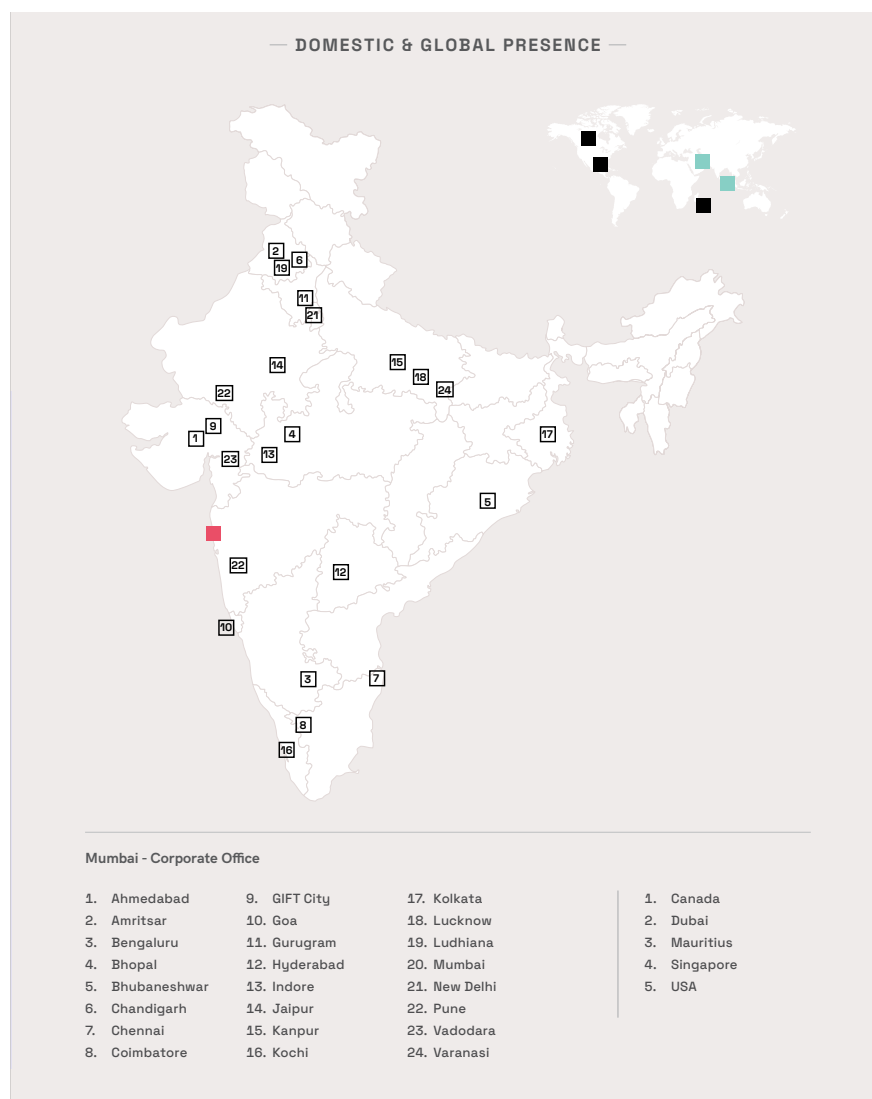 DOMESTIC & GLOBAL PRESENCE
2
6
19
11
21
14
15
18
24
22
9
1
4
17
23
13
5
22
12
10
3
7
8
16
Mumbai - Corporate Office
1. Ahmedabad
2. Amritsar
3. Bengaluru
4. Bhopal
5. Bhubaneshwar
6. Chandigarh
7. Chennai
8. Coimbatore
9. GIFT City
10. Goa
11. Gurugram
12. Hyderabad
13. Indore
14. Jaipur
15. Kanpur
16. Kochi
17. Kolkata
18. Lucknow
19. Ludhiana
20. Mumbai
21. New Delhi
22. Pune
23. Vadodara
24. Varanasi
1. Canada
2. Dubai
3. Mauritius
4. Singapore
5. USA